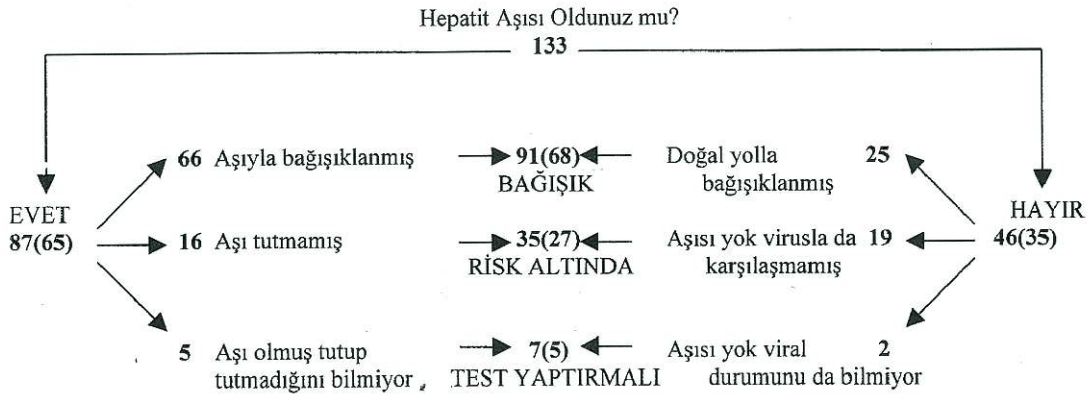 Hepatit Aşısı Oldunuz mu?
133
66 Aşıyla bağışıklanmış 91(68) Doğal yolla 25
BAĞIŞIK bağışıklanmış
EVET HAYIR
87(65) 16 Aşı tutmamış 35(27) Aşısı yok virusla da 19 46(35)
RİSK ALTINDA karşılaşmamış
5 Aşı olmuş tutup 7(5) Aşısı yok viral 2
tutmadığını bilmiyor TEST YAPTIRMALI durumunu da bilmiyor